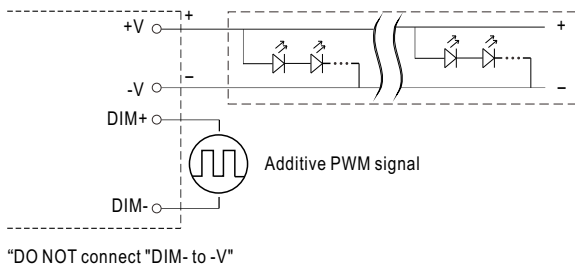 +V + +
-V – –
DIM+
Additive PWM signal
DIM-
“DO NOT connect "DIM- to -V"